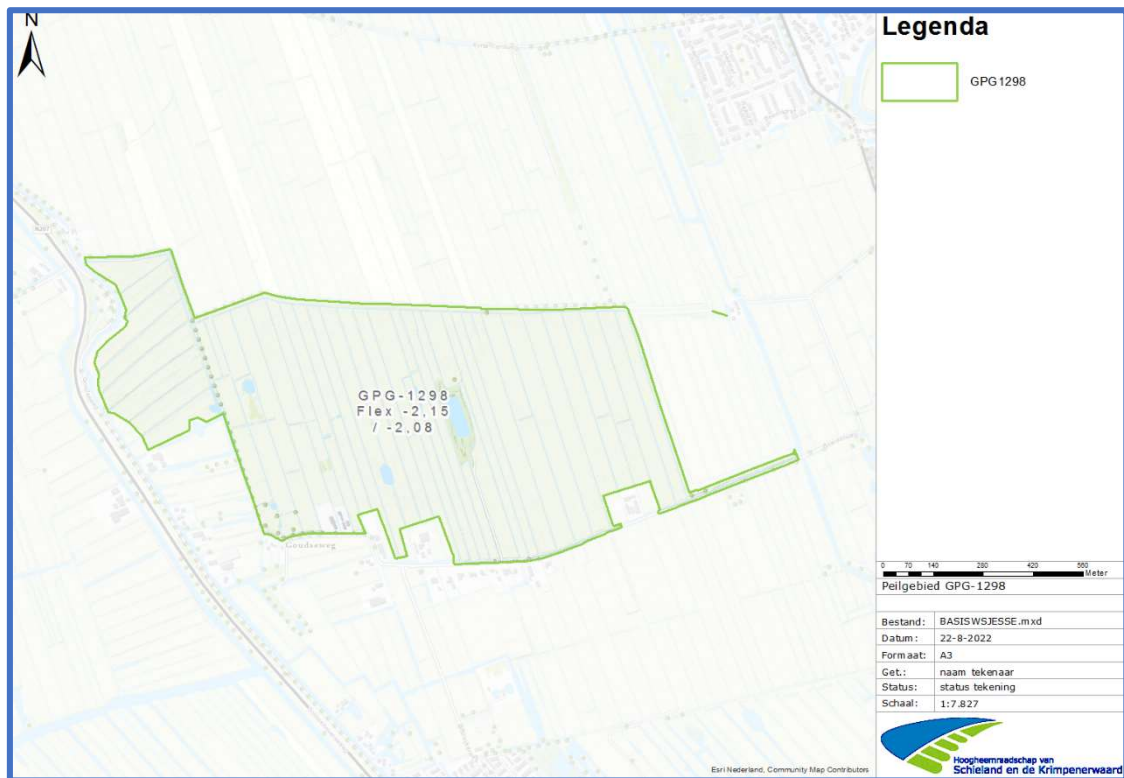 N
Legenda
GPG1298
GPG-1298
Flex -2,15
/ -2,08
Goudseweg
0 70 140 280 420 560
Meter
Peilgebied GPG-1298
Bestand: BASISWSJESSE.mxd
Datum: 22-8-2022
Formaat: A3
Get.: naam tekenaar
Status: status tekening
Schaal: 1:7.827
Esri Nederland, Community Map Contributors
Hoogheemraadschap van
Schieland en de Krimpenerwaard